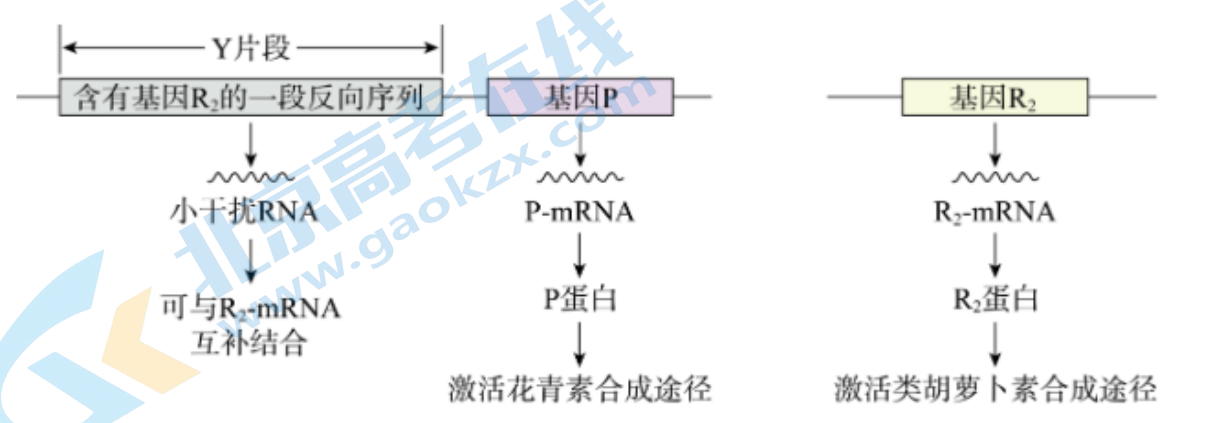 Y片段
含有基因R₂的一段反向序列
基因P
基因R₂
小干扰RNA
P-mRNA
R₂-mRNA
可与R₂-mRNA
互补结合
P蛋白
R₂蛋白
激活花青素合成途径
激活类胡萝卜素合成途径
北京高考在线
www.gaokzx.com